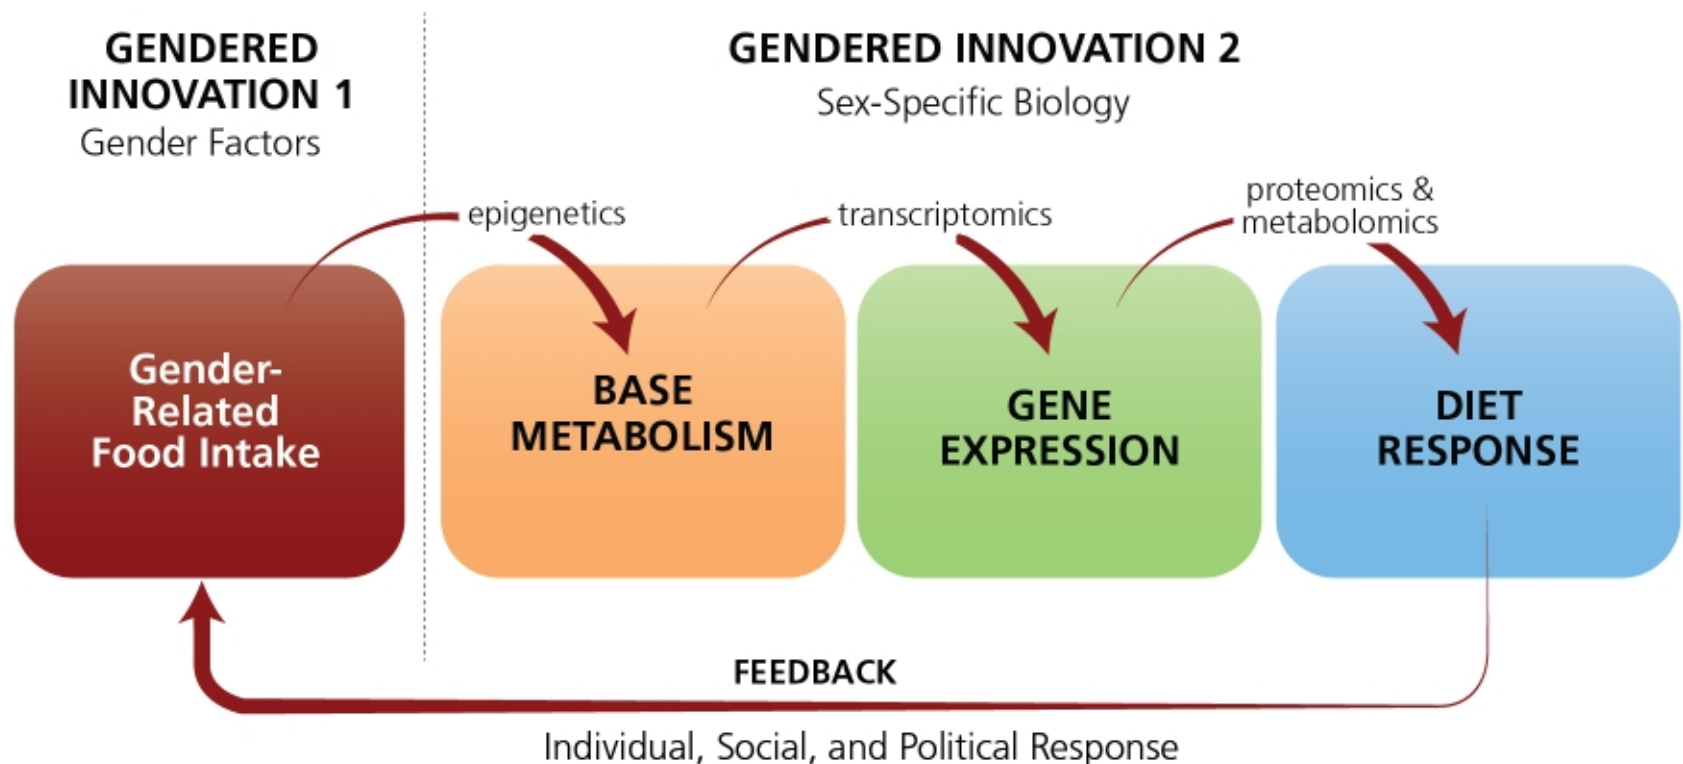 GENDERED
INNOVATION 1
Gender Factors
GENDERED INNOVATION 2
Sex-Specific Biology
epigenetics
transcriptomics
proteomics &
metabolomics
Gender-
Related
Food Intake
BASE
METABOLISM
GENE
EXPRESSION
DIET
RESPONSE
FEEDBACK
Individual, Social, and Political Response